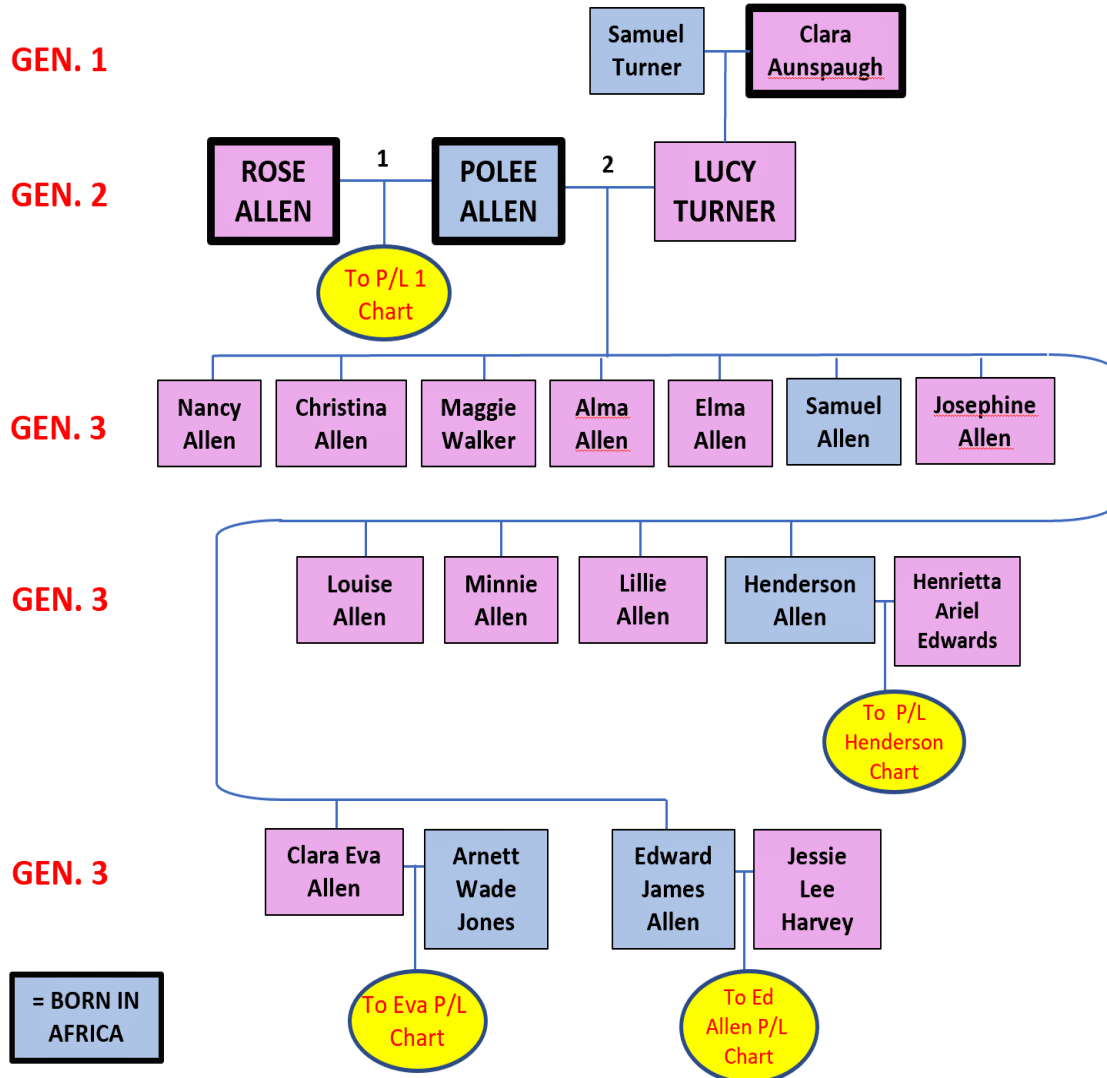 GEN. 1
Samuel
Turner
Clara
Aunspaugh
GEN. 2
ROSE
ALLEN
1
POLEE
ALLEN
2
LUCY
TURNER
To P/L 1
Chart
GEN. 3
Nancy
Allen
Christina
Allen
Maggie
Walker
Alma
Allen
Elma
Allen
Samuel
Allen
Josephine
Allen
GEN. 3
Louise
Allen
Minnie
Allen
Lillie
Allen
Henderson
Allen
Henrietta
Ariel
Edwards
To P/L
Henderson
Chart
GEN. 3
Clara Eva
Allen
Arnett
Wade
Jones
Edward
James
Allen
Jessie
Lee
Harvey
To Eva P/L
Chart
To Ed
Allen P/L
Chart
= BORN IN
AFRICA